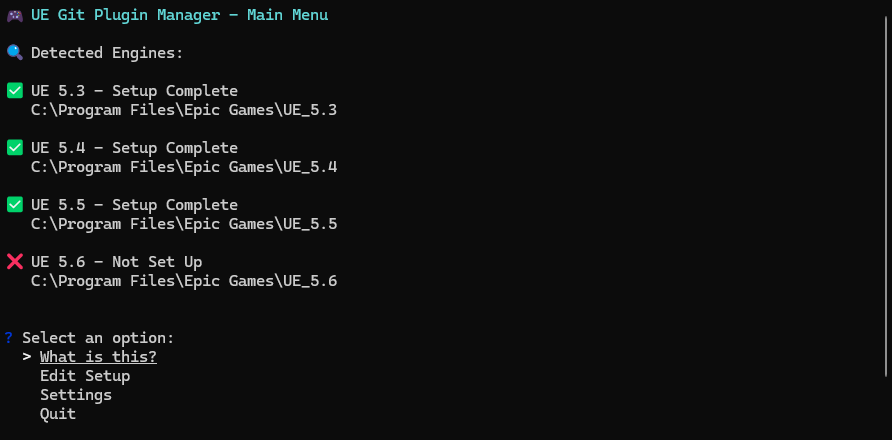 UE Git Plugin Manager - Main Menu
Detected Engines:
UE 5.3 - Setup Complete
C:\Program Files\Epic Games\UE_5.3
UE 5.4 - Setup Complete
C:\Program Files\Epic Games\UE_5.4
UE 5.5 - Setup Complete
C:\Program Files\Epic Games\UE_5.5
UE 5.6 - Not Set Up
C:\Program Files\Epic Games\UE_5.6
? Select an option:
> What is this?
Edit Setup
Settings
Quit